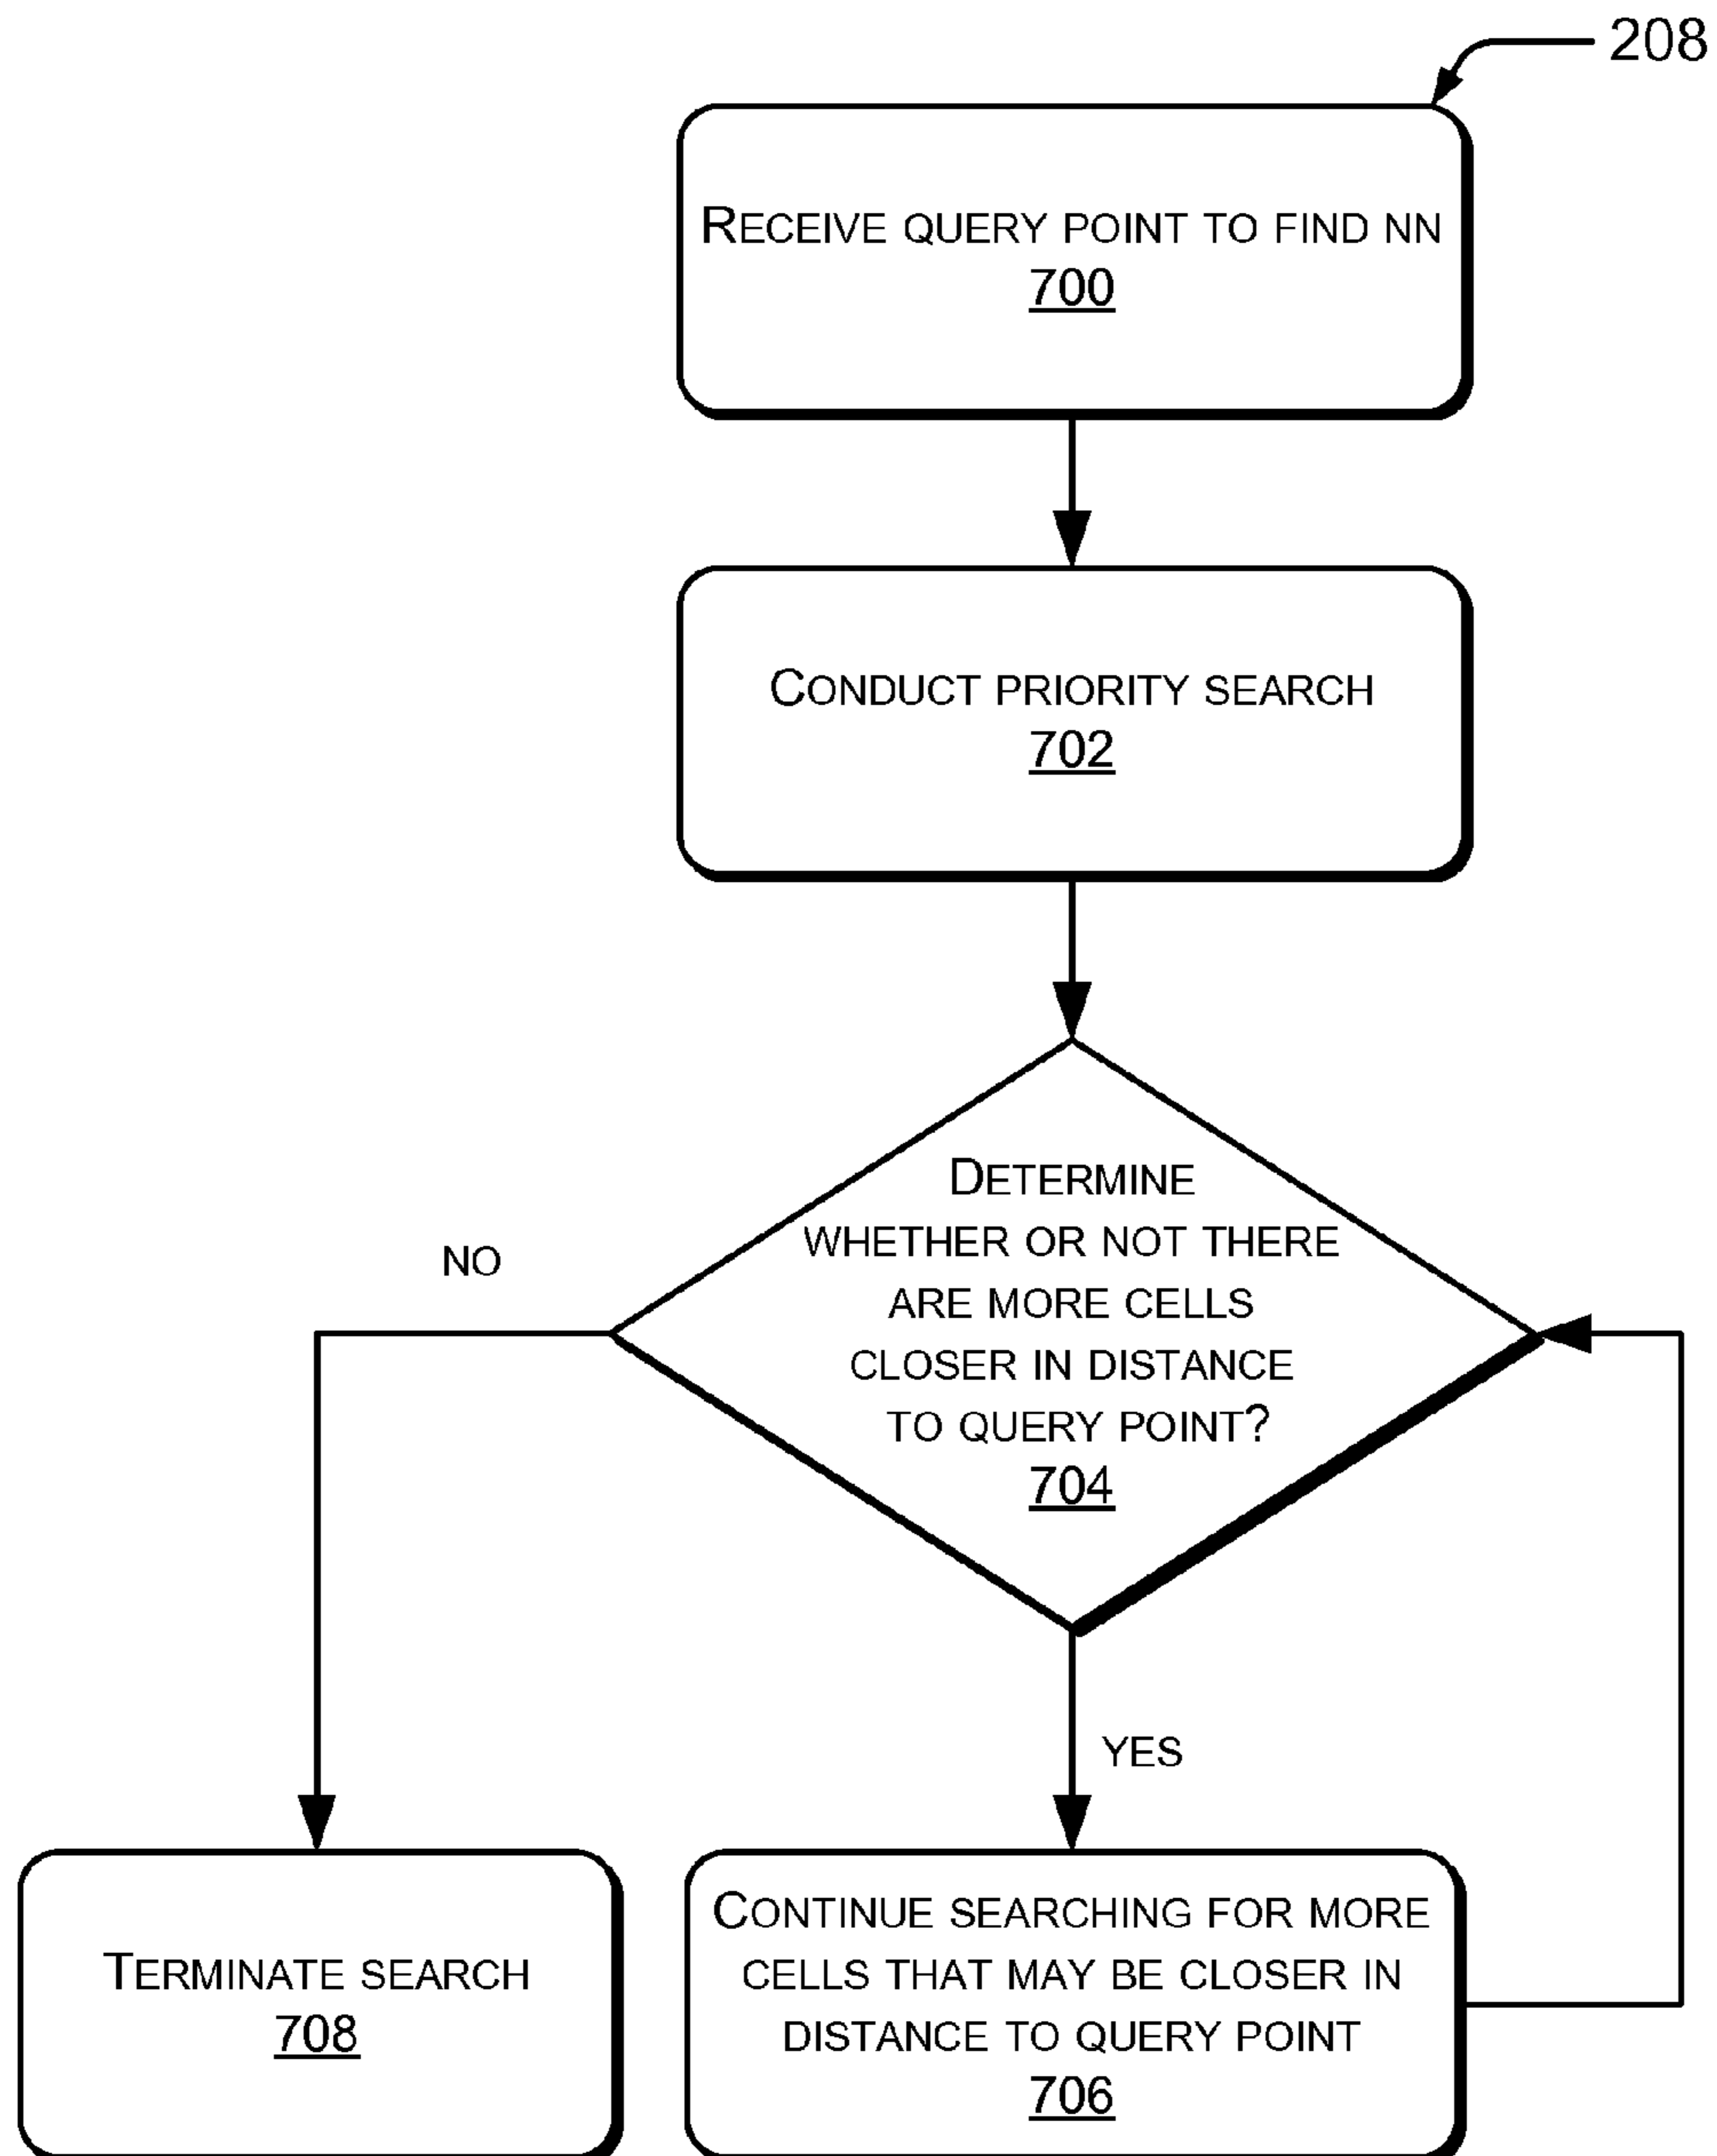 208
RECEIVE QUERY POINT TO FIND NN
700
CONDUCT PRIORITY SEARCH
702
DETERMINE
WHETHER OR NOT THERE
ARE MORE CELLS
CLOSER IN DISTANCE
TO QUERY POINT?
704
NO
YES
TERMINATE SEARCH
708
CONTINUE SEARCHING FOR MORE
CELLS THAT MAY BE CLOSER IN
DISTANCE TO QUERY POINT
706